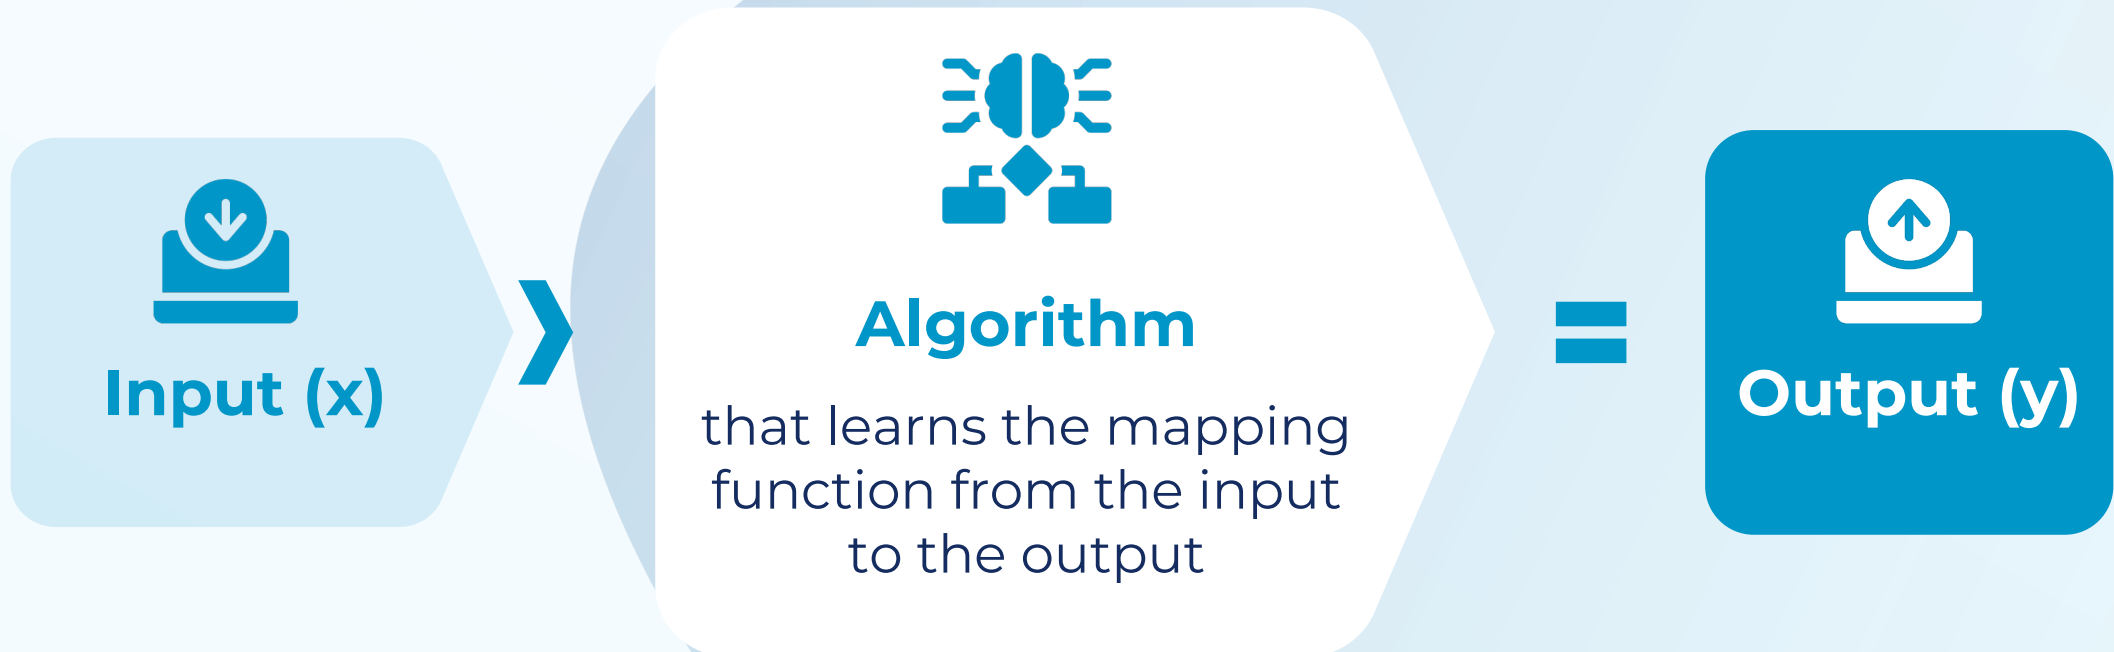 Input (x)
Algorithm
that learns the mapping
function from the input
to the output
Output (y)